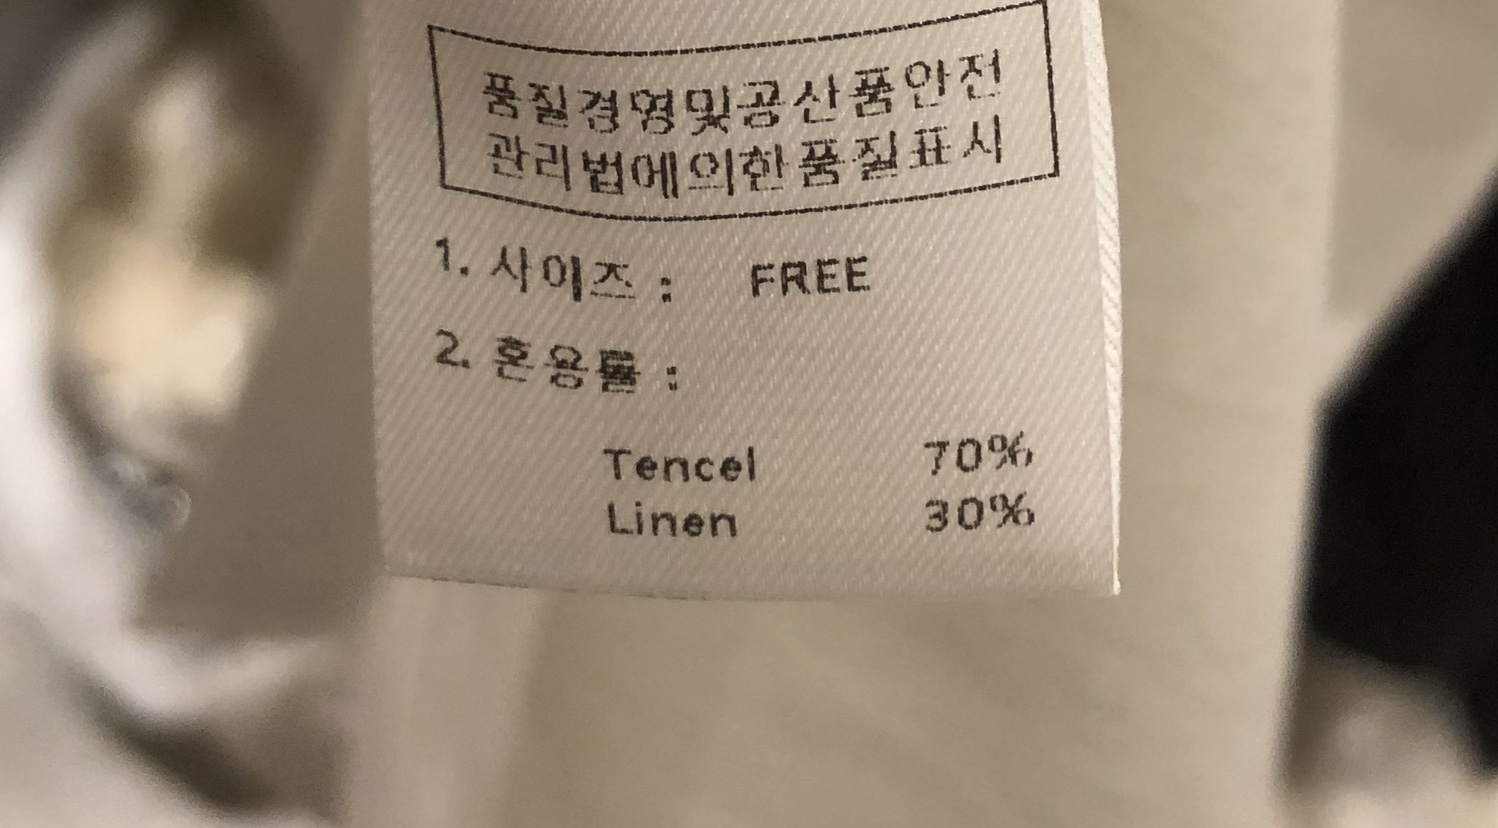 품질경영및공산품안전
관리법에의한품질표시
1. 사이즈 : FREE
2. 혼용률 :
Tencel 70%
Linen 30%